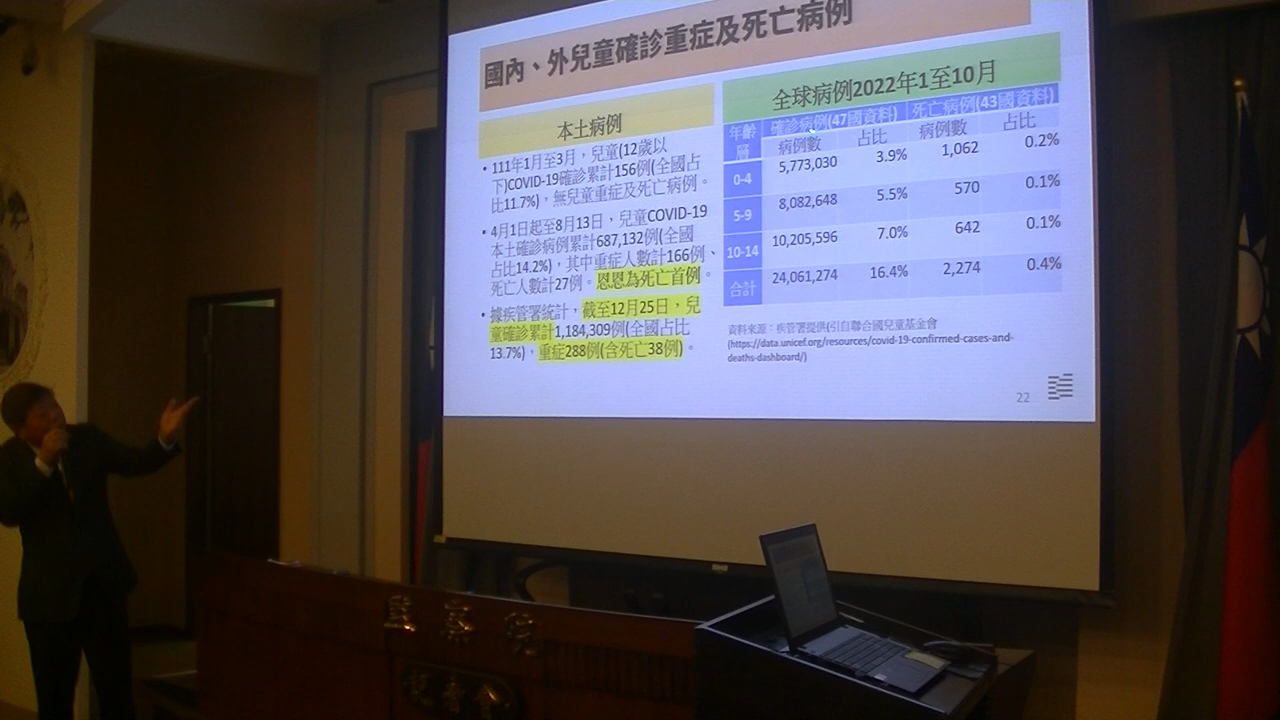 國內、外兒童確診重症及死亡病例
本土病例
• 111年1月至3月，兒童(12歲以
下)COVID-19確診累計156例(全國占
比11.7%)，無兒童重症及死亡病例。
• 4月1日起至8月13日，兒童COVID-19
本土確診病例累計687,132例(全國
占比14.2%)，其中重症人數計166例、
死亡人數計27例。恩恩為死亡首例。
• 據疾管署統計，截至12月25日，兒
童確診累計1,184,309例(全國占比
13.7%)，重症288例(含死亡38例)。
全球病例2022年1至10月
年齡層 確診病例(47國資料) 死亡病例(43國資料)
病例數 占比 病例數 占比
0-4 5,773,030 3.9% 1,062 0.2%
5-9 8,082,648 5.5% 570 0.1%
10-14 10,205,596 7.0% 642 0.1%
合計 24,061,274 16.4% 2,274 0.4%
資料來源：疾管署提供(引自聯合國兒童基金會
(https://data.unicef.org/resources/covid-19-confirmed-cases-and-
deaths-dashboard/)
22